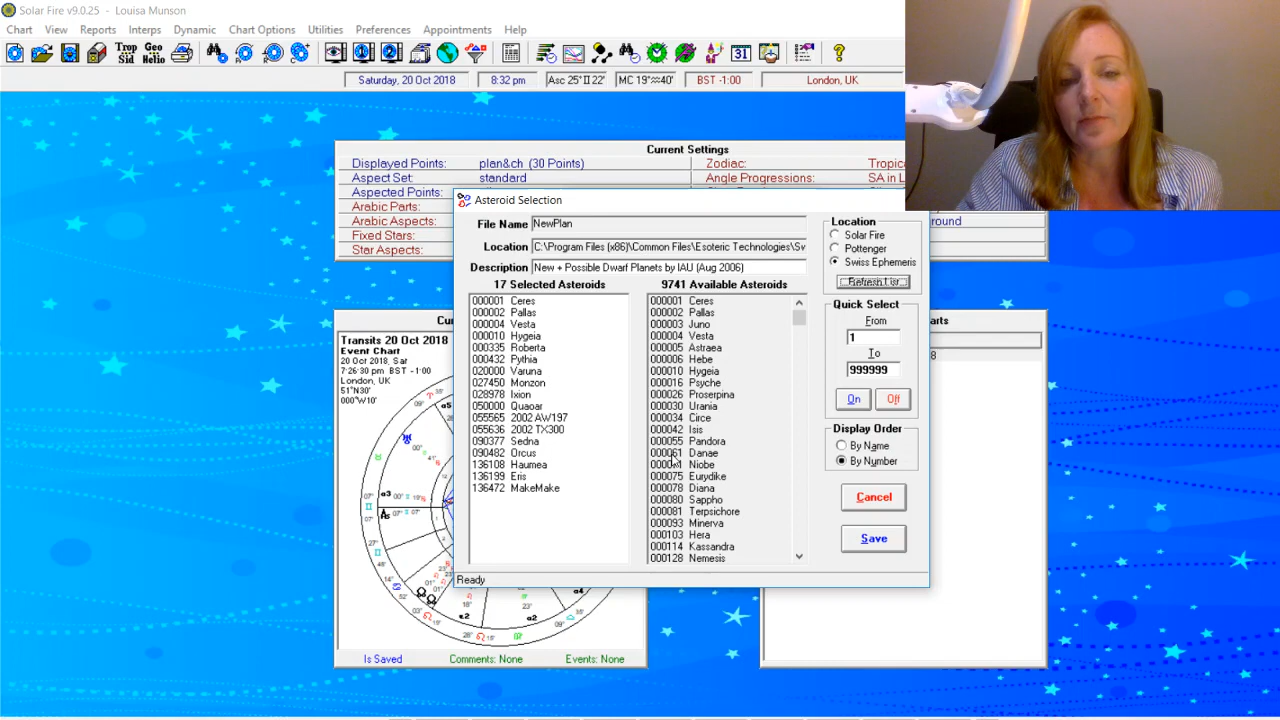 Solar Fire v9.0.25 - Louisa Munson
Chart View Reports Interps Dynamic Chart Options Utilities Preferences Appointments Help
Trop Sid Geo Helio 31
Saturday, 20 Oct 2018 8:32 pm Asc 25°♊22' MC 19°♒40' BST -1:00 London, UK
Current Settings
Displayed Points: plan&ch (30 Points) Zodiac: Tropic
Aspect Set: standard Angle Progressions: SA in L
Aspected Points:
Arabic Parts:
Arabic Aspects: round
Fixed Stars:
Star Aspects:
Asteroid Selection
File Name NewPlan
Location C:\Program Files (x86)\Common Files\Esoteric Technologies\Sw
Description New + Possible Dwarf Planets by IAU (Aug 2006)
17 Selected Asteroids
000001 Ceres
000002 Pallas
000004 Vesta
000010 Hygeia
000335 Roberta
000432 Pythia
020000 Varuna
027450 Monzon
028978 Ixion
050000 Quaoar
055565 2002 AW197
055636 2002 TX300
090377 Sedna
090482 Orcus
136108 Haumea
136199 Eris
136472 MakeMake
9741 Available Asteroids
000001 Ceres
000002 Pallas
000003 Juno
000004 Vesta
000005 Astraea
000006 Hebe
000010 Hygeia
000016 Psyche
000026 Proserpina
000030 Urania
000034 Circe
000042 Isis
000055 Pandora
000061 Danae
Niobe
000075 Eurydike
000078 Diana
000080 Sappho
000081 Terpsichore
000093 Minerva
000103 Hera
000114 Kassandra
000128 Nemesis
Location
Solar Fire
Pottenger
Swiss Ephemeris
Refresh List
Quick Select
From
1
To
999999
On Off
Display Order
By Name
By Number
Cancel
Save
Ready
Cu
Transits 20 Oct 2018
Event Chart
20 Oct 2018, Sat
7:26:30 pm BST -1:00
London, UK
51°N30'
000°W10'
Is Saved Comments: None Events: None
arts
8